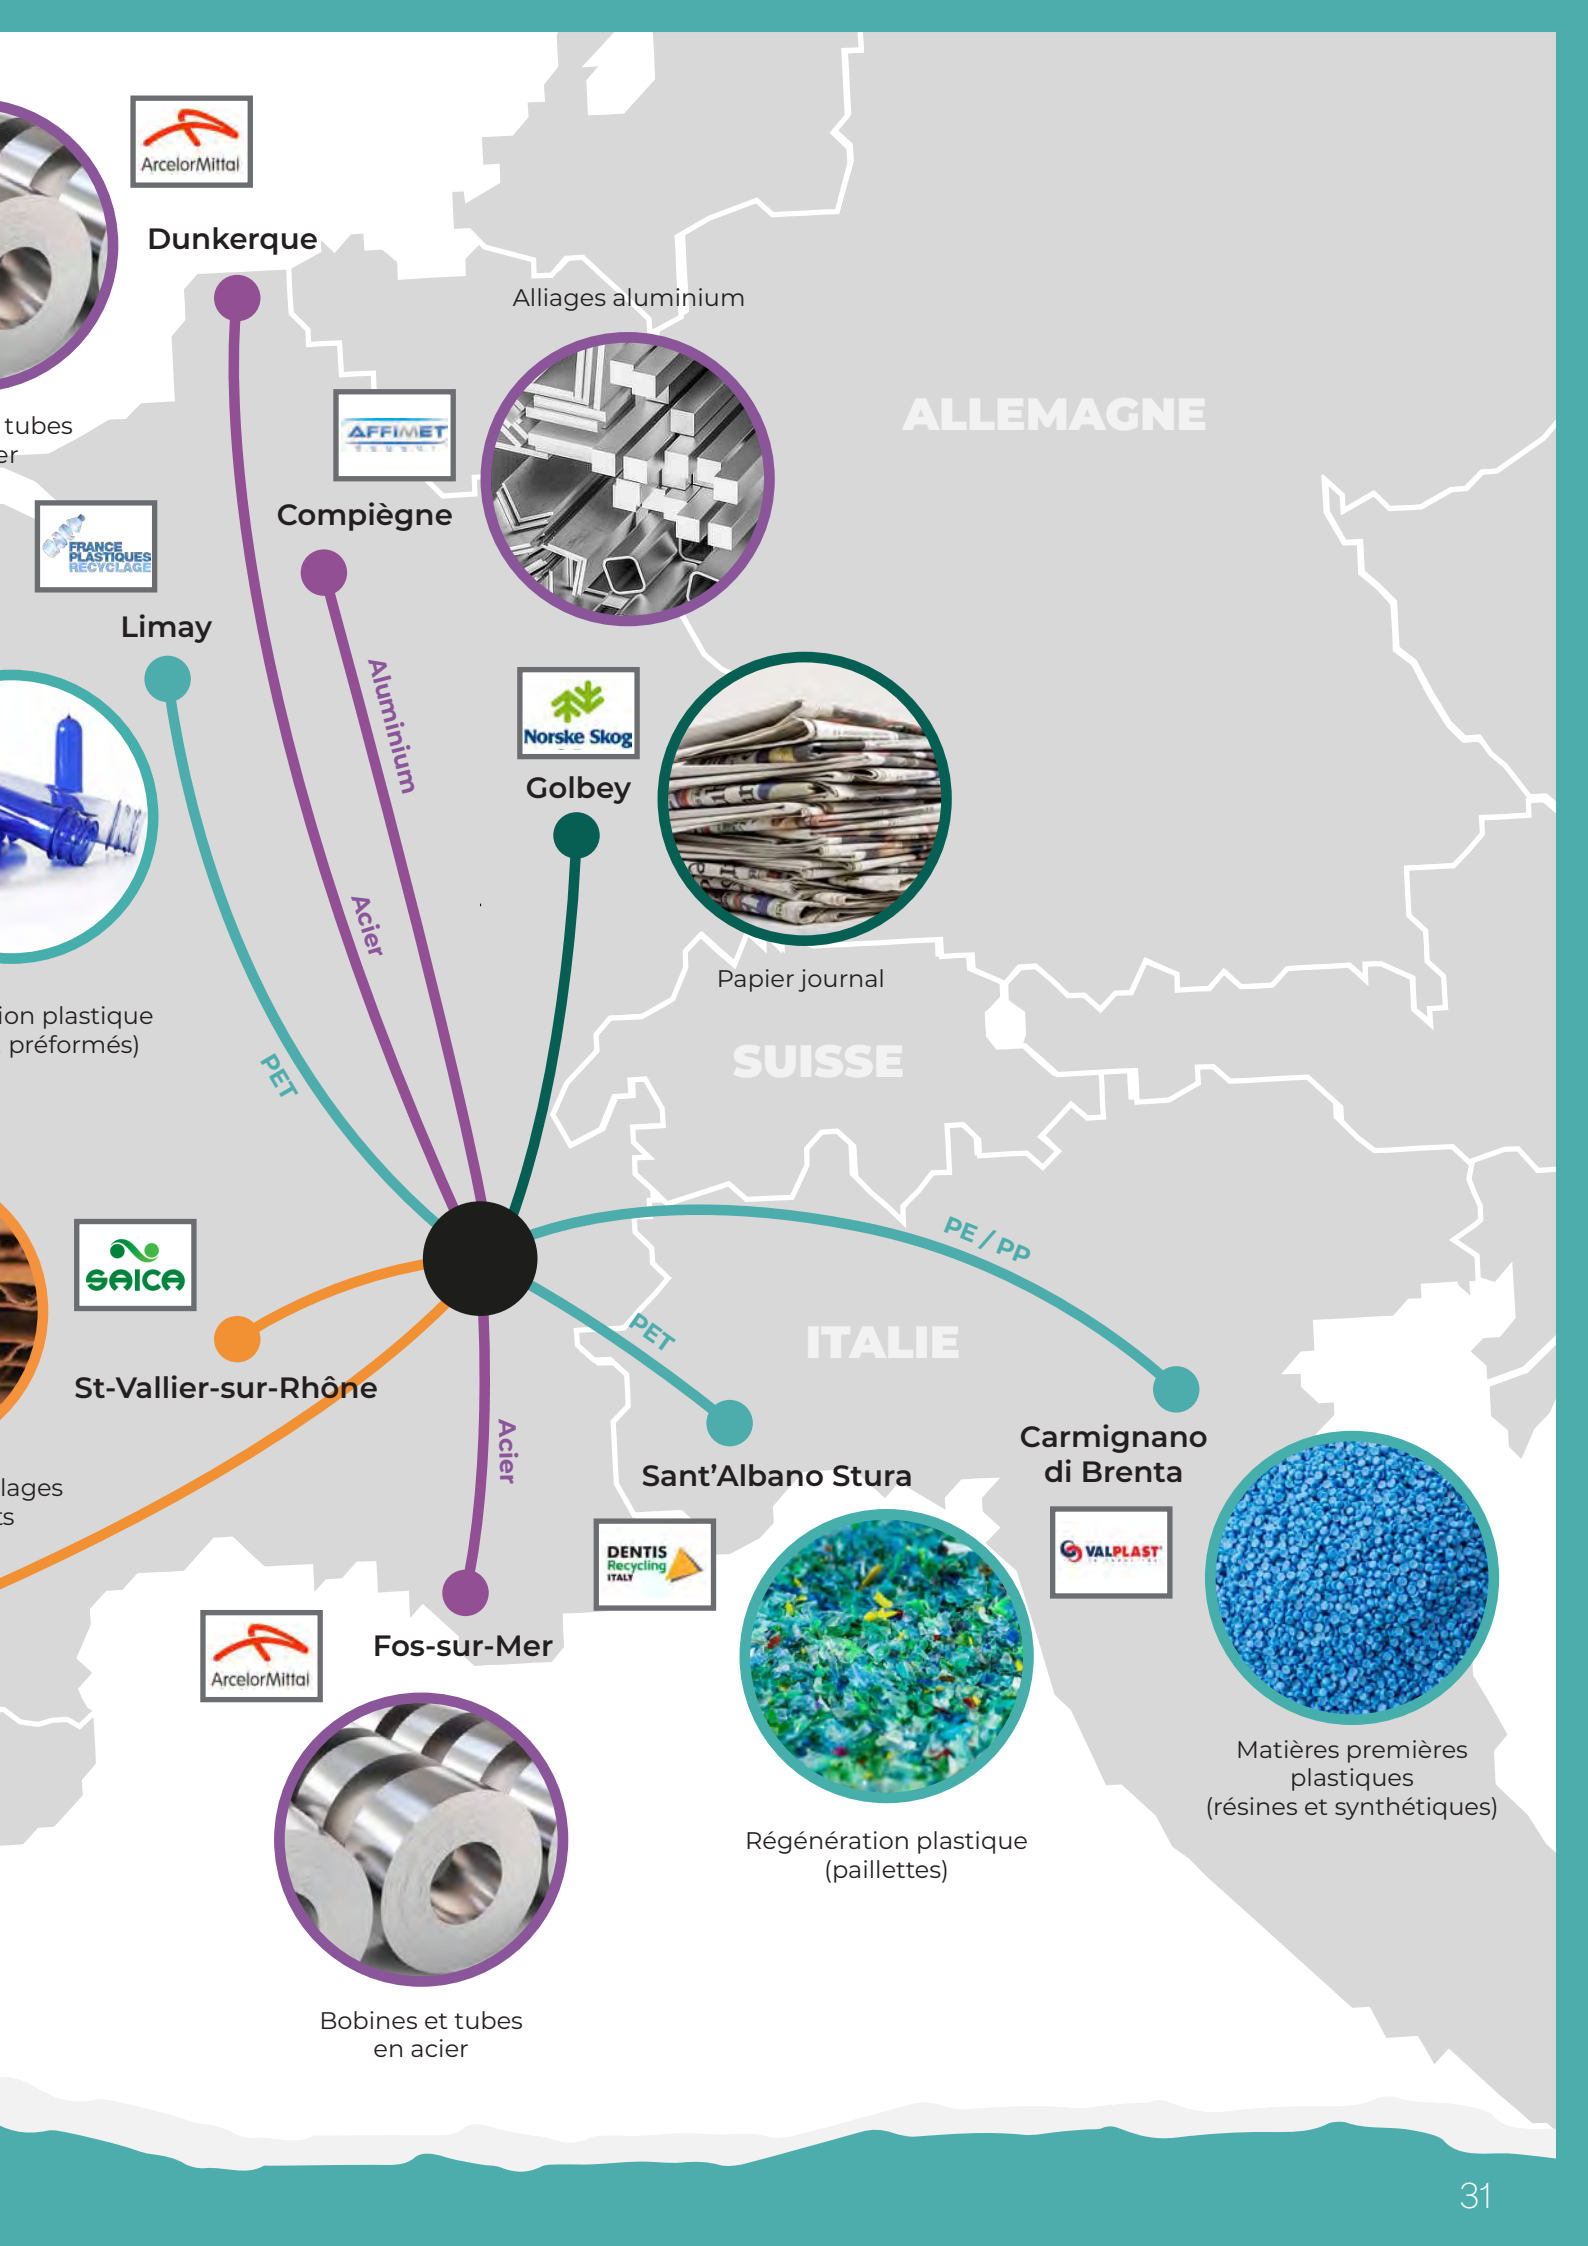 ArcelorMittal
Dunkerque
Alliages aluminium
ALLEMAGNE
AFFIMET
tubes
er
Compiègne
FRANCE
PLASTIQUES
RECYCLAGE
Limay
Aluminium
Norske Skog
Golbey
Acier
Papier journal
ion plastique
préformés)
SUISSE
PET
PE / PP
SAICA
PET
ITALIE
St-Vallier-sur-Rhône
Acier
Carmignano
di Brenta
Sant’Albano Stura
lages
ts
DENTIS
Recycling
ITALY
VALPLAST
ArcelorMittal
Fos-sur-Mer
Matières premières
plastiques
(résines et synthétiques)
Régénération plastique
(paillettes)
Bobines et tubes
en acier
31